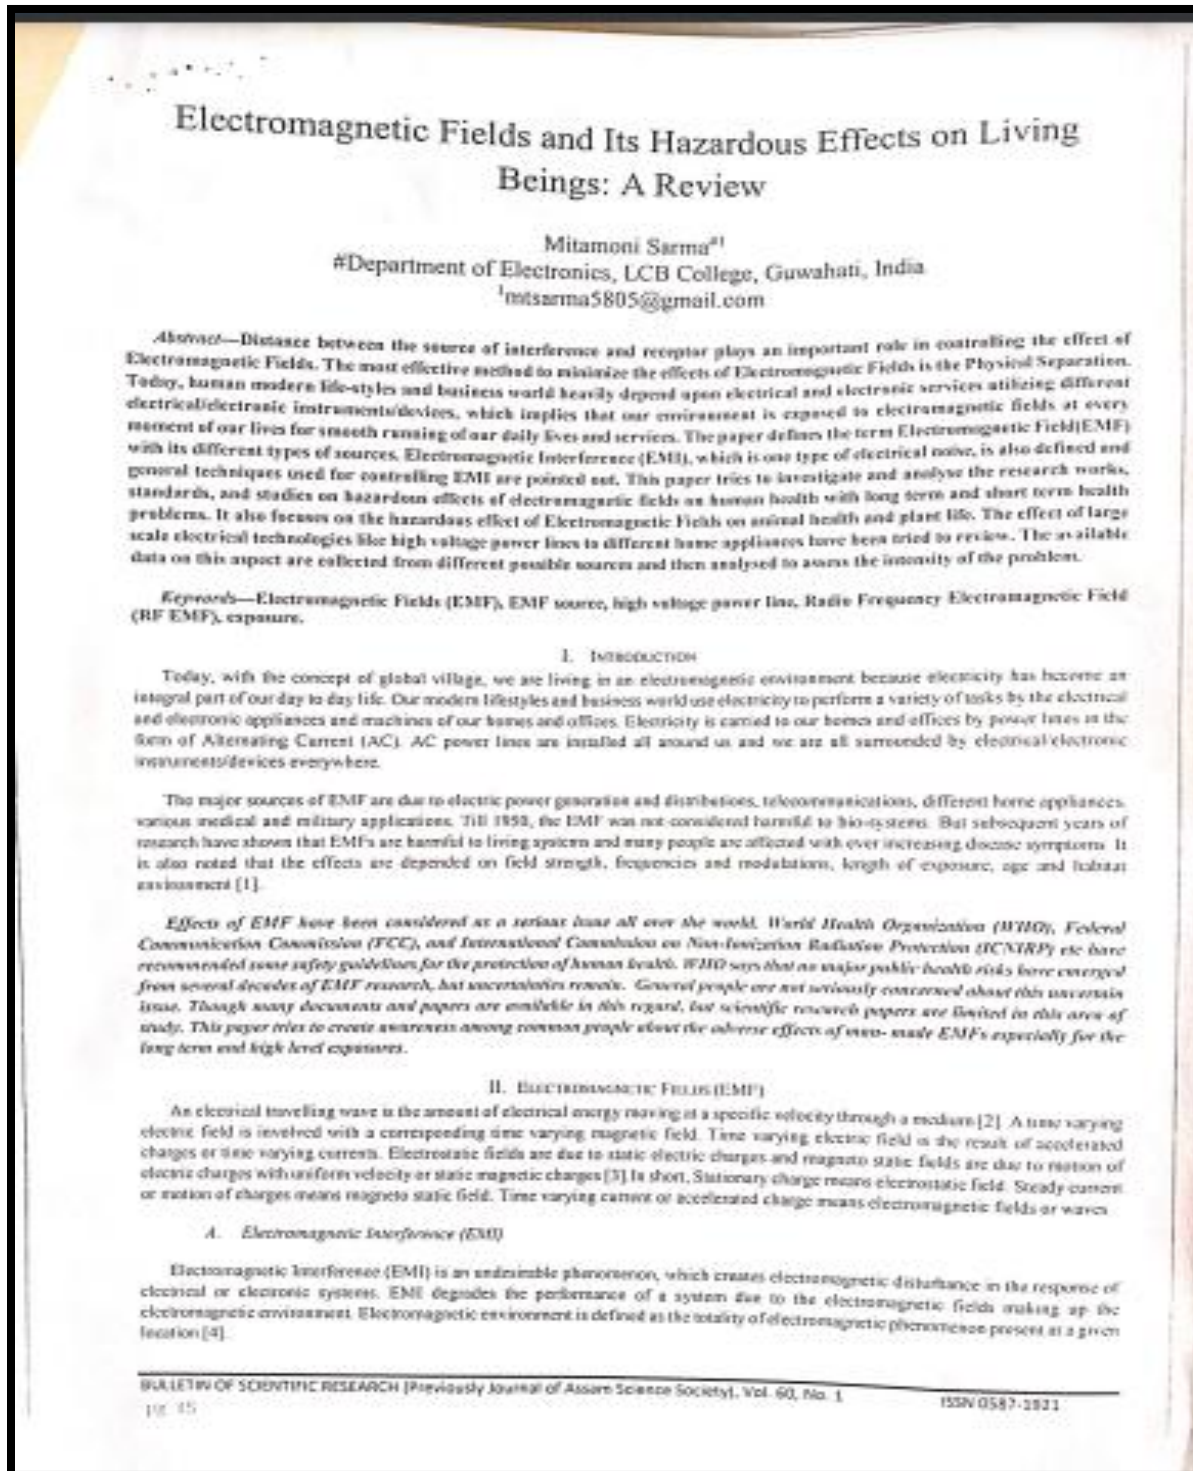 Electromagnetic Fields and Its Hazardous Effects on Living
Beings: A Review
Mitamoni Sarma#1
#Department of Electronics, LCB College, Guwahati, India
1mtsarma5805@gmail.com
Abstract—Distance between the source of interference and receptor plays an important role in controlling the effect of
Electromagnetic Fields. The most effective method to minimize the effects of Electromagnetic Fields is the Physical Separation.
Today, human modern life-styles and business world heavily depend upon electrical and electronic services utilizing different
electrical/electronic instruments/devices, which implies that our environment is exposed to electromagnetic fields at every
moment of our lives for smooth running of our daily lives and services. The paper defines the term Electromagnetic Field(EMF)
with its different types of sources. Electromagnetic Interference (EMI), which is one type of electrical noise, is also defined and
general techniques used for controlling EMI are pointed out. This paper tries to investigate and analyse the research works,
standards, and studies on hazardous effects of electromagnetic fields on human health with long term and short term health
problems. It also focuses on the hazardous effect of Electromagnetic Fields on animal health and plant life. The effect of large
scale electrical technologies like high voltage power lines to different home appliances have been tried to review. The available
data on this aspect are collected from different possible sources and then analysed to assess the intensity of the problem.
Keywords—Electromagnetic Fields (EMF), EMF source, high voltage power line, Radio Frequency Electromagnetic Field
(RF EMF), exposure.
I. INTRODUCTION
Today, with the concept of global village, we are living in an electromagnetic environment because electricity has become an
integral part of our day to day life. Our modern lifestyles and business world use electricity to perform a variety of tasks by the electrical
and electronic appliances and machines of our homes and offices. Electricity is carried to our homes and offices by power lines in the
form of Alternating Current (AC). AC power lines are installed all around us and we are all surrounded by electrical/electronic
instruments/devices everywhere.
The major sources of EMF are due to electric power generation and distributions, telecommunications, different home appliances,
various medical and military applications. Till 1950, the EMF was not considered harmful to bio-systems. But subsequent years of
research have shown that EMFs are harmful to living systems and many people are affected with ever increasing disease symptoms. It
is also noted that the effects are depended on field strength, frequencies and modulations, length of exposure, age and habitat
environment [1].
Effects of EMF have been considered as a serious issue all over the world. World Health Organization (WHO), Federal
Communication Commission (FCC), and International Commission on Non-Ionization Radiation Protection (ICNIRP) etc have
recommended some safety guidelines for the protection of human health. WHO says that no major public health risks have emerged
from several decades of EMF research, but uncertainties remain. General people are not seriously concerned about this uncertain
issue. Though many documents and papers are available in this regard, but scientific research papers are limited in this area of
study. This paper tries to create awareness among common people about the adverse effects of man- made EMFs especially for the
long term and high level exposures.
II. ELECTROMAGNETIC FIELDS (EMF)
An electrical travelling wave is the amount of electrical energy moving at a specific velocity through a medium [2]. A time varying
electric field is involved with a corresponding time varying magnetic field. Time varying electric field is the result of accelerated
charges or time varying currents. Electrostatic fields are due to static electric charges and magneto static fields are due to motion of
electric charges with uniform velocity or static magnetic charges [3].In short, Stationary charge means electrostatic field. Steady current
or motion of charges means magneto static field. Time varying current or accelerated charge means electromagnetic fields or waves
A. Electromagnetic Interference (EMI)
Electromagnetic Interference (EMI) is an undesirable phenomenon, which creates electromagnetic disturbance in the response of
electrical or electronic systems. EMI degrades the performance of a system due to the electromagnetic fields making up the
electromagnetic environment. Electromagnetic environment is defined as the totality of electromagnetic phenomenon present at a given
location [4].
BULLETIN OF SCIENTIFIC RESEARCH (Previously Journal of Assam Science Society), Vol. 60, No. 1
ISSN 0587-1921
pg 45